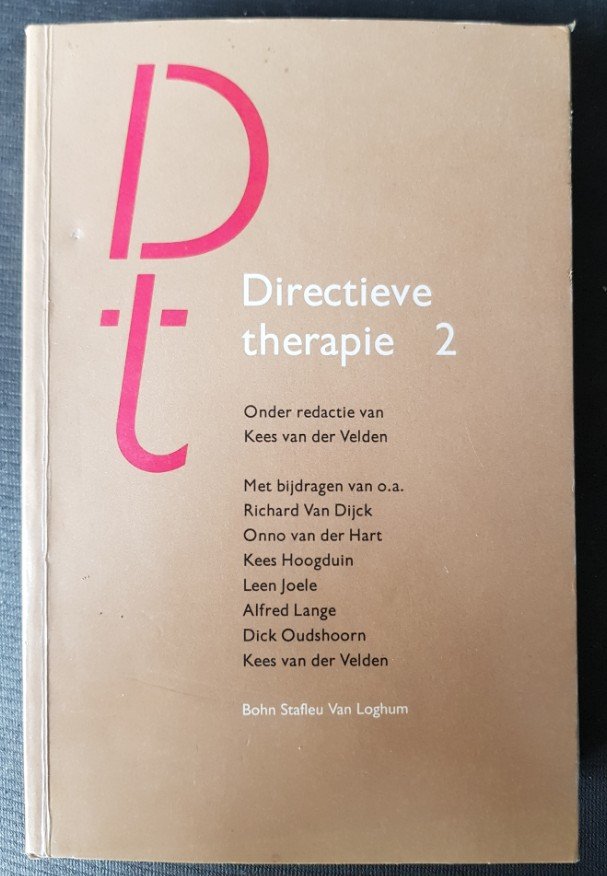 Dt
Directieve
therapie 2
Onder redactie van
Kees van der Velden
Met bijdragen van o.a.
Richard Van Dijck
Onno van der Hart
Kees Hoogduin
Leen Joele
Alfred Lange
Dick Oudshoorn
Kees van der Velden
Bohn Stafleu Van Loghum